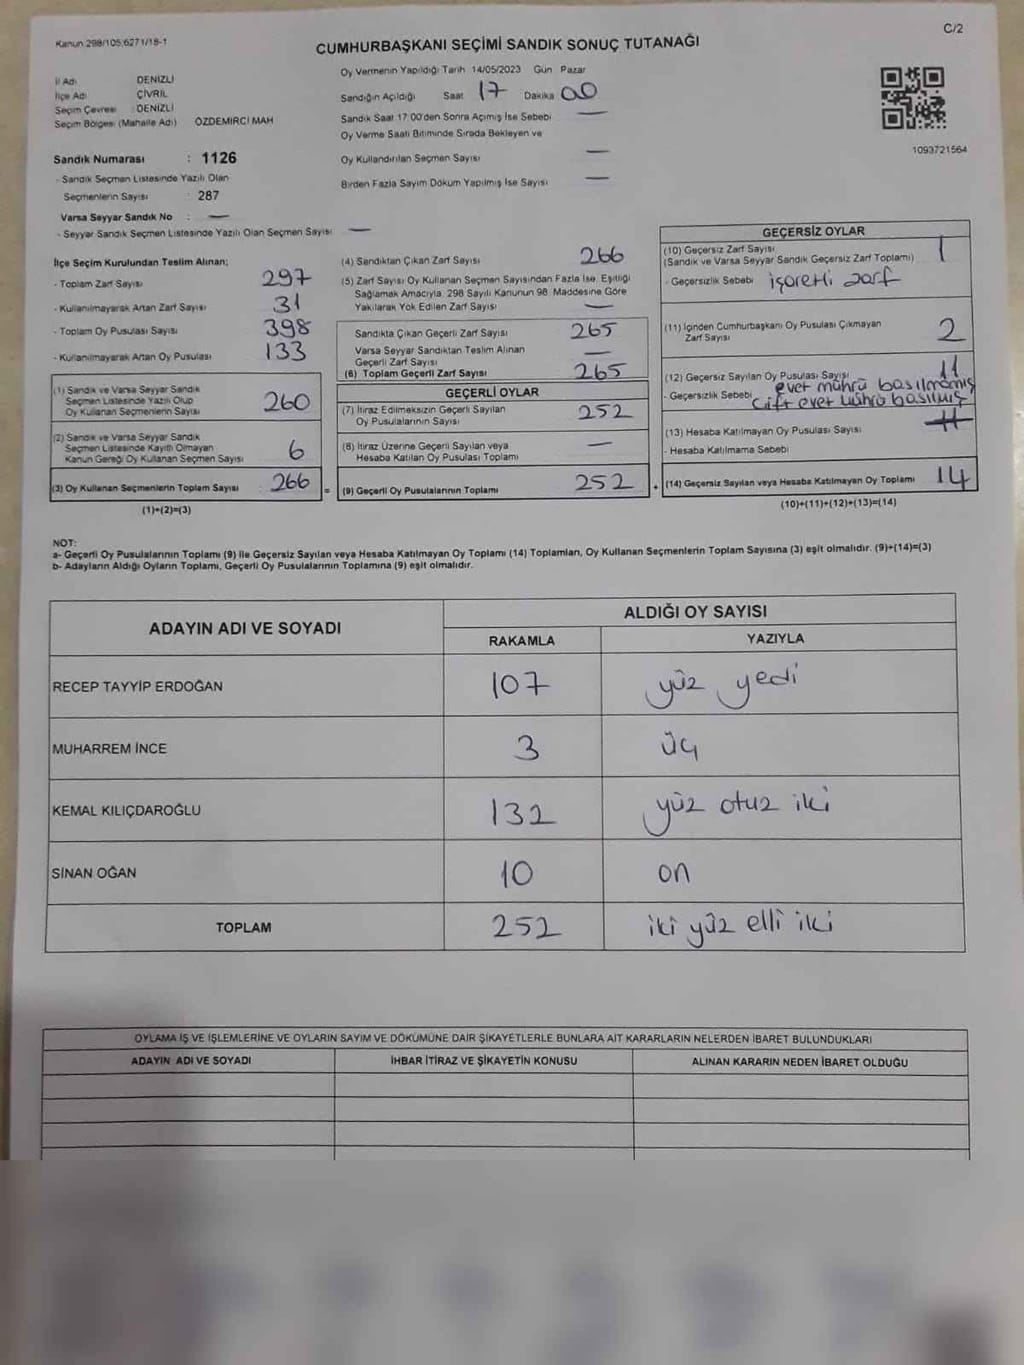 Kanun 298/105;6271/18-1
C/2
CUMHURBAŞKANI SEÇİMİ SANDIK SONUÇ TUTANAĞI
İl Adı DENİZLİ
İlçe Adı ÇİVRİL
Seçim Çevresi : DENİZLİ
Seçim Bölgesi (Mahalle Adı) ÖZDEMİRCİ MAH
Sandık Numarası : 1126
- Sandık Seçmen Listesinde Yazılı Olan
Seçmenlerin Sayısı : 287
Varsa Seyyar Sandık No : —
- Seyyar Sandık Seçmen Listesinde Yazılı Olan Seçmen Sayısı —
Oy Vermenin Yapıldığı Tarih 14/05/2023 Gün Pazar
Sandığın Açıldığı Saat 17 Dakika 00
Sandık Saat 17:00'den Sonra Açılmış İse Sebebi —
Oy Verme Saati Bitiminde Sırada Bekleyen ve
Oy Kullandırılan Seçmen Sayısı —
Birden Fazla Sayım Döküm Yapılmış İse Sayısı —
1093721564
İlçe Seçim Kurulundan Teslim Alınan;
- Toplam Zarf Sayısı 297
- Kullanılmayarak Artan Zarf Sayısı 31
- Toplam Oy Pusulası Sayısı 398
- Kullanılmayarak Artan Oy Pusulası 133
(1) Sandık ve Varsa Seyyar Sandık
Seçmen Listesinde Yazılı Olup
Oy Kullanan Seçmenlerin Sayısı 260
(2) Sandık ve Varsa Seyyar Sandık
Seçmen Listesinde Kayıtlı Olmayan
Kanun Gereği Oy Kullanan Seçmen Sayısı 6
(3) Oy Kullanan Seçmenlerin Toplam Sayısı 266 =
(1)+(2)=(3)
(4) Sandıktan Çıkan Zarf Sayısı 266
(5) Zarf Sayısı Oy Kullanan Seçmen Sayısından Fazla İse, Eşitliği
Sağlamak Amacıyla, 298 Sayılı Kanunun 98. Maddesine Göre
Yakılarak Yok Edilen Zarf Sayısı —
Sandıkta Çıkan Geçerli Zarf Sayısı 265
Varsa Seyyar Sandıktan Teslim Alınan
Geçerli Zarf Sayısı —
(6) Toplam Geçerli Zarf Sayısı 265
GEÇERLİ OYLAR
(7) İtiraz Edilmeksizin Geçerli Sayılan
Oy Pusulalarının Sayısı 252
(8) İtiraz Üzerine Geçerli Sayılan veya
Hesaba Katılan Oy Pusulası Toplamı —
(9) Geçerli Oy Pusulalarının Toplamı 252 +
GEÇERSİZ OYLAR
(10) Geçersiz Zarf Sayısı 1
(Sandık ve Varsa Seyyar Sandık Geçersiz Zarf Toplamı)
- Geçersizlik Sebebi işaretli zarf
(11) İçinden Cumhurbaşkanı Oy Pusulası Çıkmayan
Zarf Sayısı 2
(12) Geçersiz Sayılan Oy Pusulası Sayısı 11
- Geçersizlik Sebebi evet mührü basılmamış
Çift evet mührü basılmış
(13) Hesaba Katılmayan Oy Pusulası Sayısı
- Hesaba Katılmama Sebebi
(14) Geçersiz Sayılan veya Hesaba Katılmayan Oy Toplamı 14
(10)+(11)+(12)+(13)=(14)
NOT:
a- Geçerli Oy Pusulalarının Toplamı (9) ile Geçersiz Sayılan veya Hesaba Katılmayan Oy Toplamı (14) Toplamları, Oy Kullanan Seçmenlerin Toplam Sayısına (3) eşit olmalıdır. (9)+(14)=(3)
b- Adayların Aldığı Oyların Toplamı, Geçerli Oy Pusulalarının Toplamına (9) eşit olmalıdır.
ADAYIN ADI VE SOYADI
ALDIĞI OY SAYISI
RAKAMLA YAZIYLA
RECEP TAYYİP ERDOĞAN 107 yüz yedi
MUHARREM İNCE 3 üç
KEMAL KILIÇDAROĞLU 132 yüz otuz iki
SİNAN OĞAN 10 on
TOPLAM 252 iki yüz elli iki
OYLAMA İŞ VE İŞLEMLERİNE VE OYLARIN SAYIM VE DÖKÜMÜNE DAİR ŞİKAYETLERLE BUNLARA AİT KARARLARIN NELERDEN İBARET BULUNDUKLARI
ADAYIN ADI VE SOYADI İHBAR İTİRAZ VE ŞİKAYETİN KONUSU ALINAN KARARIN NEDEN İBARET OLDUĞU